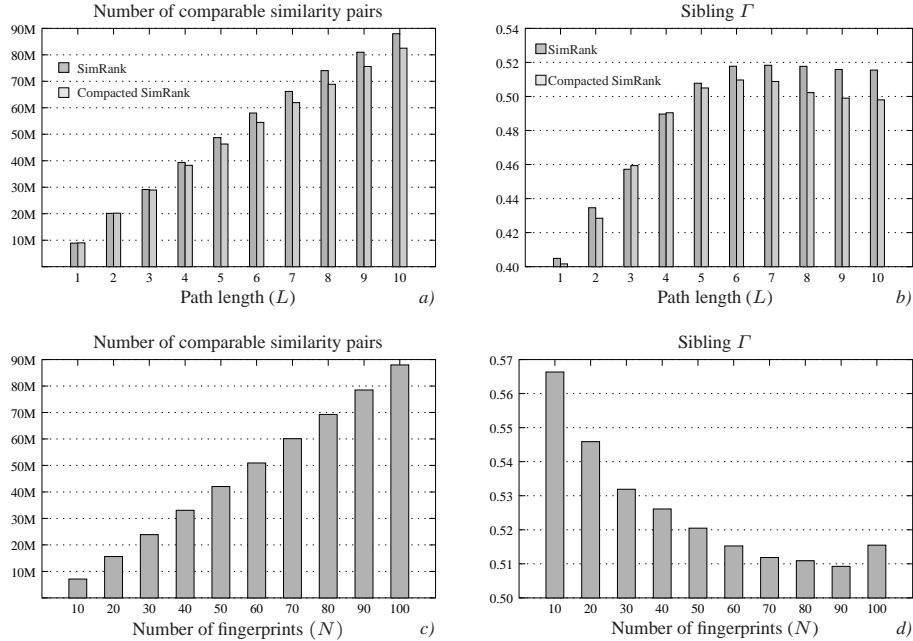 Number of comparable similarity pairs
90M
80M
70M
60M
50M
40M
30M
20M
10M
SimRank
Compacted SimRank
1 2 3 4 5 6 7 8 9 10
Path length (L)
a)
Sibling Γ
0.54
0.52
0.50
0.48
0.46
0.44
0.42
0.40
SimRank
Compacted SimRank
1 2 3 4 5 6 7 8 9 10
Path length (L)
b)
Number of comparable similarity pairs
90M
80M
70M
60M
50M
40M
30M
20M
10M
10 20 30 40 50 60 70 80 90 100
Number of fingerprints (N)
c)
Sibling Γ
0.57
0.56
0.55
0.54
0.53
0.52
0.51
0.50
10 20 30 40 50 60 70 80 90 100
Number of fingerprints (N)
d)